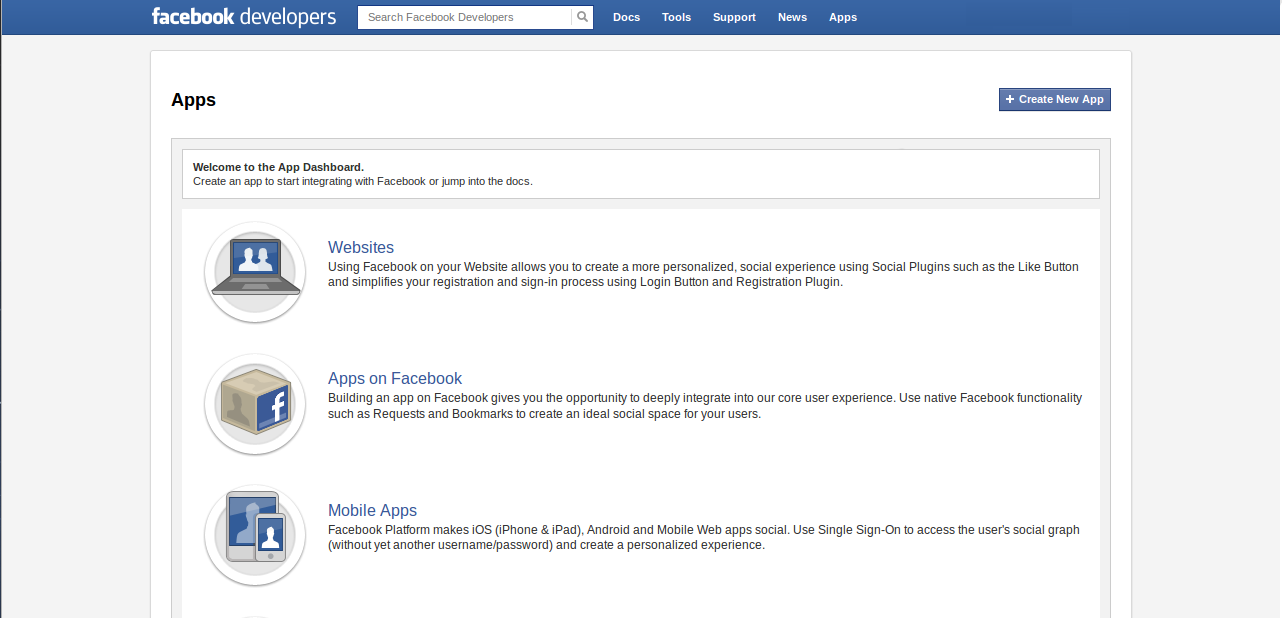 facebook developers
Search Facebook Developers
Docs
Tools
Support
News
Apps
Apps
+ Create New App
Welcome to the App Dashboard.
Create an app to start integrating with Facebook or jump into the docs.
Websites
Using Facebook on your Website allows you to create a more personalized, social experience using Social Plugins such as the Like Button
and simplifies your registration and sign-in process using Login Button and Registration Plugin.
Apps on Facebook
Building an app on Facebook gives you the opportunity to deeply integrate into our core user experience. Use native Facebook functionality
such as Requests and Bookmarks to create an ideal social space for your users.
Mobile Apps
Facebook Platform makes iOS (iPhone & iPad), Android and Mobile Web apps social. Use Single Sign-On to access the user's social graph
(without yet another username/password) and create a personalized experience.